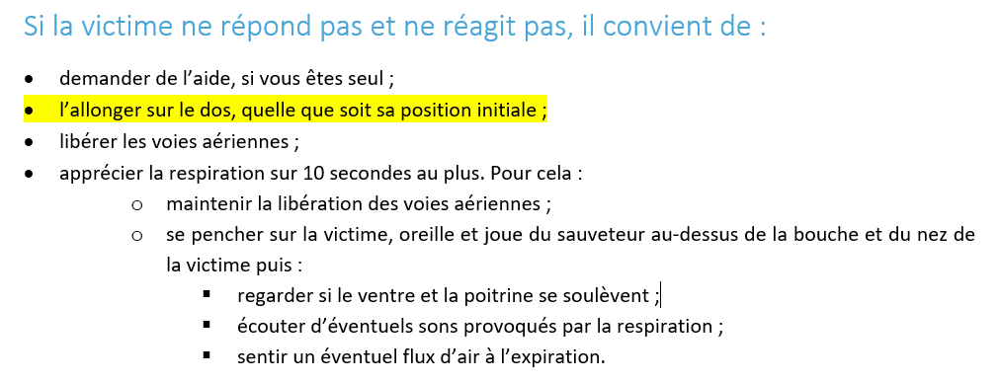 Si la victime ne répond pas et ne réagit pas, il convient de :
• demander de l’aide, si vous êtes seul ;
• l’allonger sur le dos, quelle que soit sa position initiale ;
• libérer les voies aériennes ;
• apprécier la respiration sur 10 secondes au plus. Pour cela :
o maintenir la libération des voies aériennes ;
o se pencher sur la victime, oreille et joue du sauveteur au-dessus de la bouche et du nez de
la victime puis :
▪ regarder si le ventre et la poitrine se soulèvent ;
▪ écouter d’éventuels sons provoqués par la respiration ;
▪ sentir un éventuel flux d’air à l’expiration.